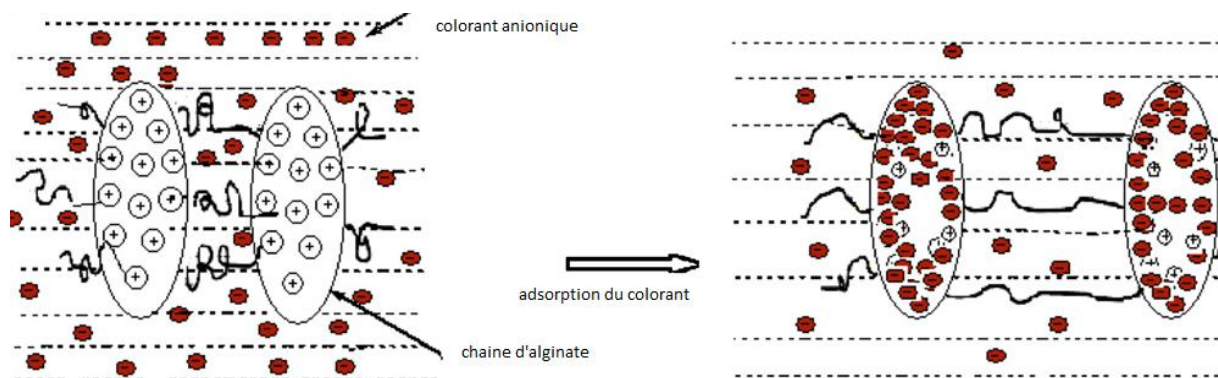 colorant anionique
adsorption du colorant
chaine d'alginate